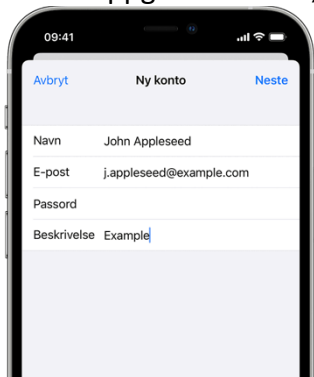 09:41
Avbryt Ny konto Neste
Navn John Appleseed
E-post j.appleseed@example.com
Passord
Beskrivelse Example